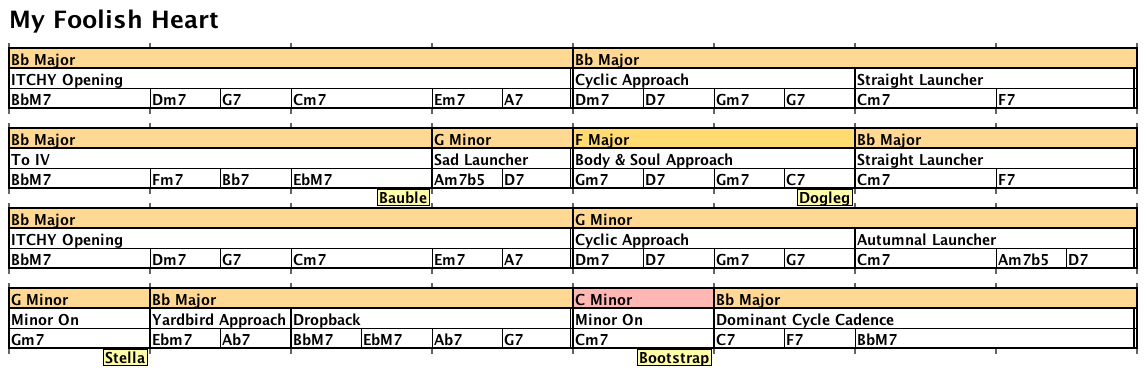 My Foolish Heart
Bb Major Bb Major
ITCHY Opening Cyclic Approach Straight Launcher
BbM7 Dm7 G7 Cm7 Em7 A7 Dm7 D7 Gm7 G7 Cm7 F7
Bb Major G Minor F Major Bb Major
To IV Sad Launcher Body & Soul Approach Straight Launcher
BbM7 Fm7 Bb7 EbM7 Am7b5 D7 Gm7 D7 Gm7 C7 Cm7 F7
Bauble Dogleg
Bb Major G Minor
ITCHY Opening Cyclic Approach Autumnal Launcher
BbM7 Dm7 G7 Cm7 Em7 A7 Dm7 D7 Gm7 G7 Cm7 Am7b5 D7
G Minor Bb Major C Minor Bb Major
Minor On Yardbird Approach Dropback Minor On Dominant Cycle Cadence
Gm7 Ebm7 Ab7 BbM7 EbM7 Ab7 G7 Cm7 C7 F7 BbM7
Stella Bootstrap